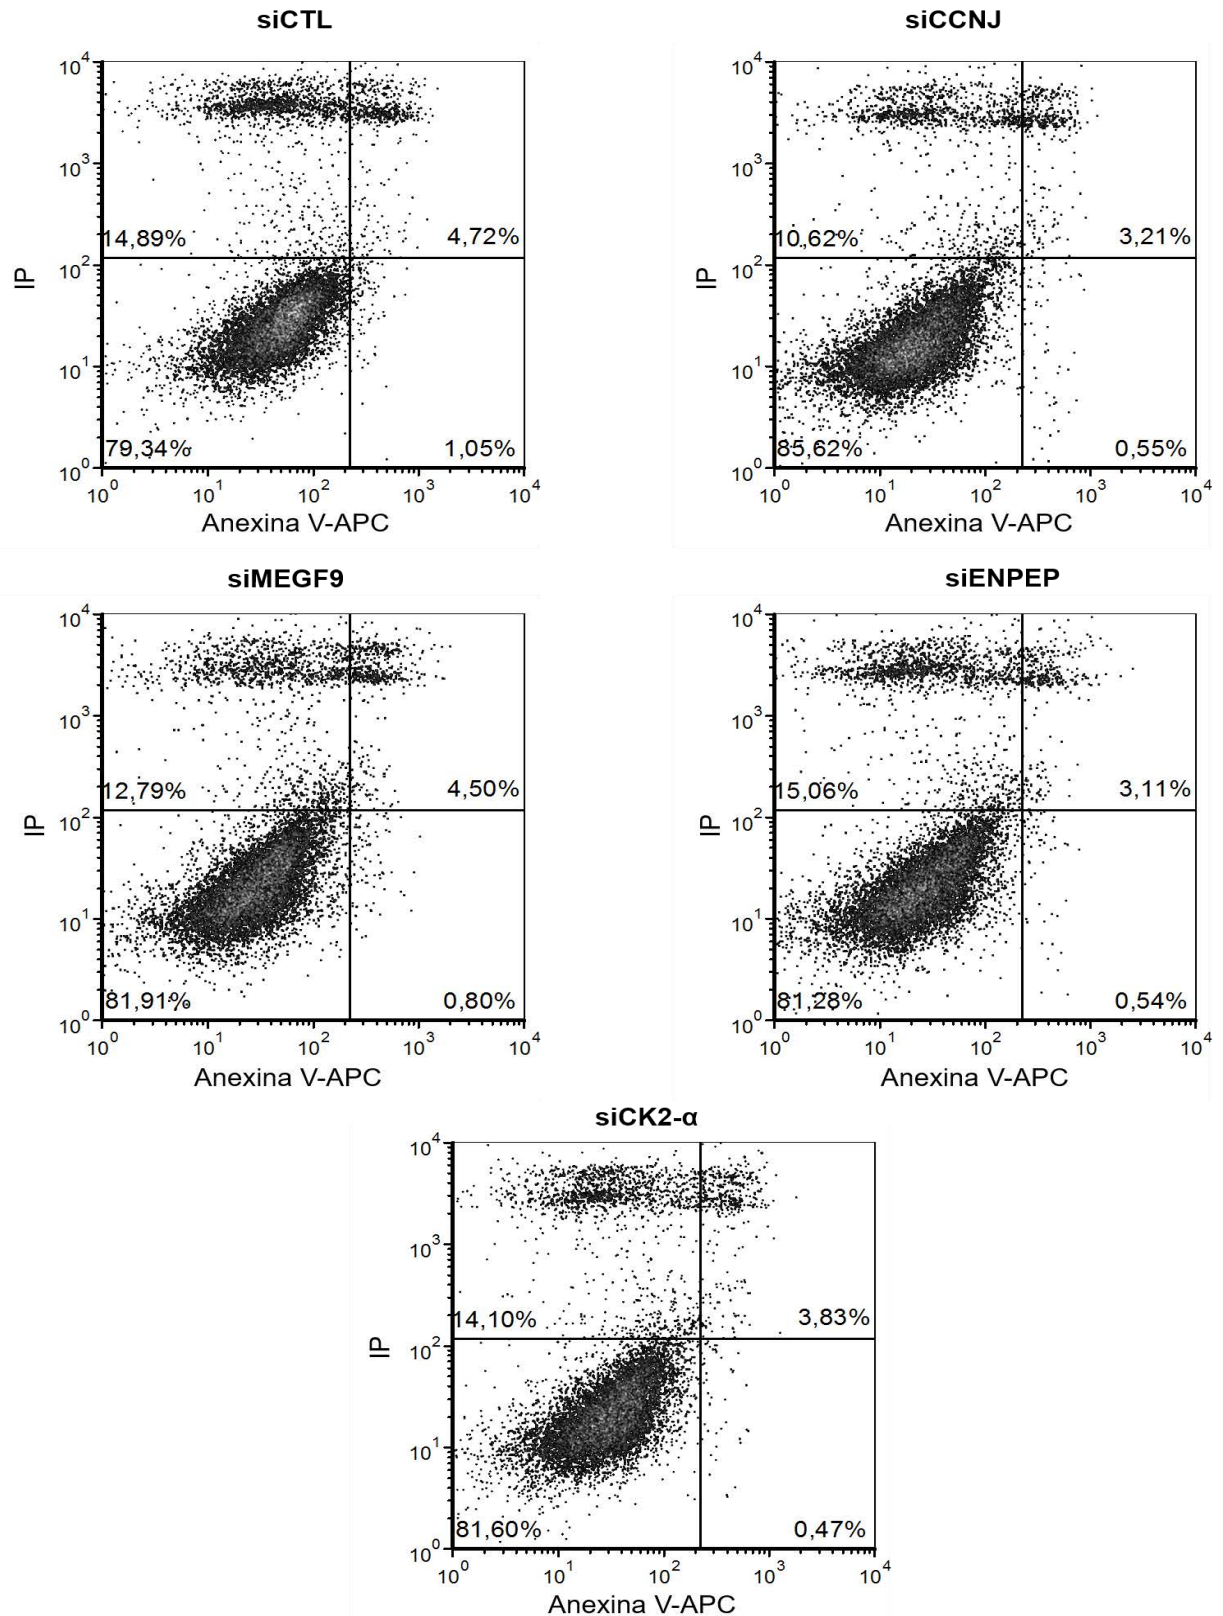 siCTL
siCCNJ
10^4
10^3
14,89%
4,72%
10^2
IP
10^1
79,34%
1,05%
10^0
10^0 10^1 10^2 10^3 10^4
Anexina V-APC
10^4
10^3
10,62%
3,21%
10^2
IP
10^1
85,62%
0,55%
10^0
10^0 10^1 10^2 10^3 10^4
Anexina V-APC
siMEGF9
siENPEP
10^4
10^3
12,79%
4,50%
10^2
IP
10^1
81,91%
0,80%
10^0
10^0 10^1 10^2 10^3 10^4
Anexina V-APC
10^4
10^3
15,06%
3,11%
10^2
IP
10^1
81,28%
0,54%
10^0
10^0 10^1 10^2 10^3 10^4
Anexina V-APC
siCK2-α
10^4
10^3
14,10%
3,83%
10^2
IP
10^1
81,60%
0,47%
10^0
10^0 10^1 10^2 10^3 10^4
Anexina V-APC